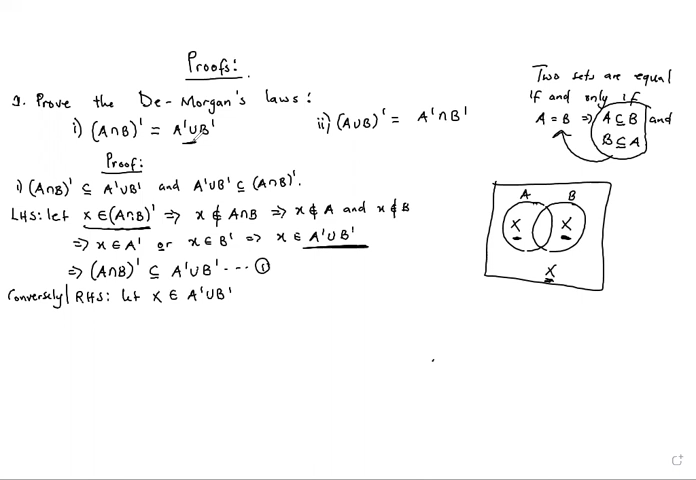 Proofs:
1. Prove the De-Morgan's laws:
i) (A∩B)' = A'∪B'
ii) (A∪B)' = A'∩B'
Proof:
i) (A∩B)' ⊆ A'∪B' and A'∪B' ⊆ (A∩B)'.
LHS: let x ∈ (A∩B)' ⇒ x ∉ A∩B ⇒ x ∉ A and x ∉ B
⇒ x ∈ A' or x ∈ B' ⇒ x ∈ A'∪B'
⇒ (A∩B)' ⊆ A'∪B' --- ①
Conversely| RHS: let x ∈ A'∪B'
Two sets are equal
if and only if
A = B ⇒ A ⊆ B and
B ⊆ A
A B
X X
X